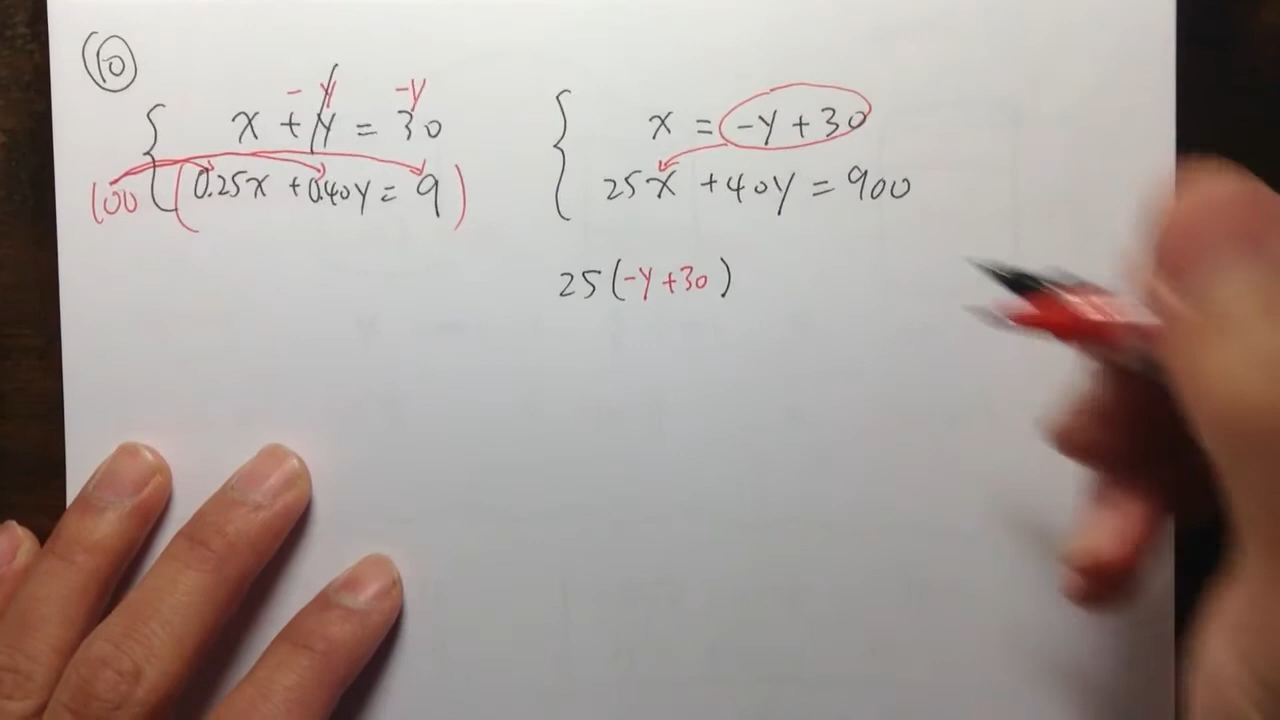 10
- y -y
x + y = 30
100 (0.25x + 0.40y = 9)
x = -y + 30
25x + 40y = 900
25(-y+30)